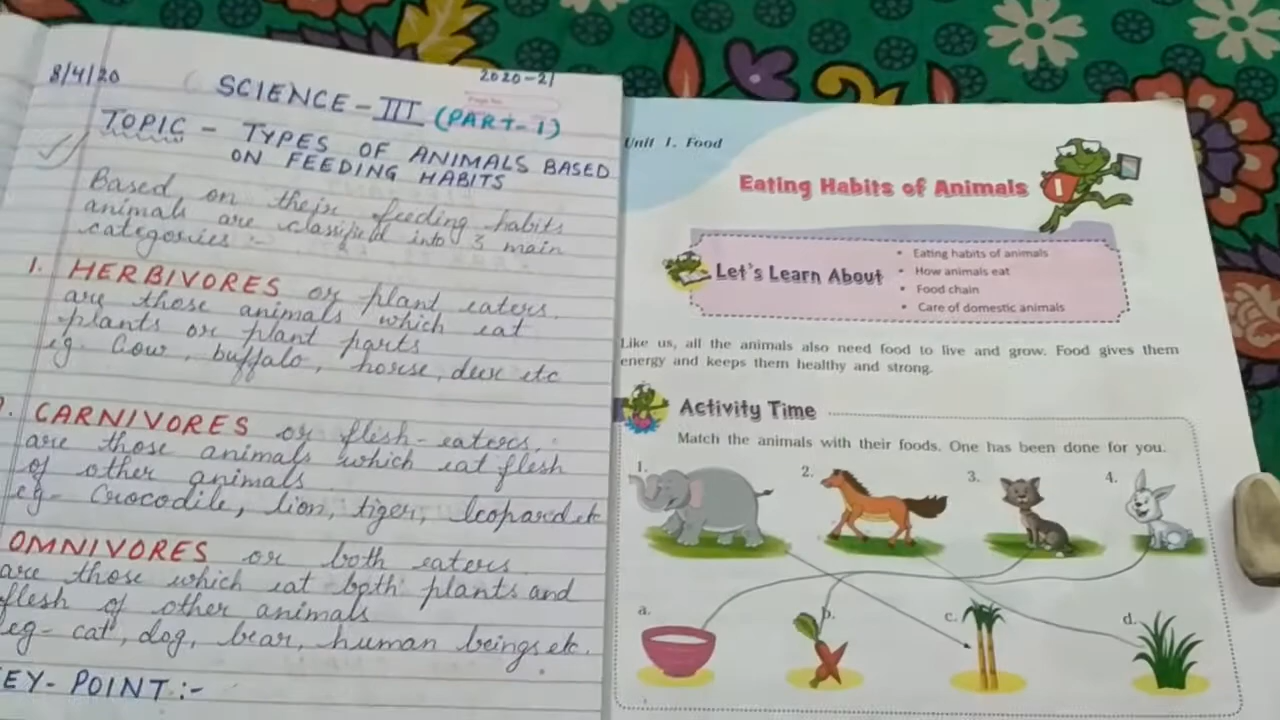 8/4/20
2020-21
SCIENCE - III (PART-1)
TOPIC - TYPES OF ANIMALS BASED
ON FEEDING HABITS
Based on their feeding habits
animals are classified into 3 main
categories :-
1. HERBIVORES or plant eaters
are those animals which eat
plants or plant parts
eg. Cow, buffalo, horse, deer etc
2. CARNIVORES or flesh-eaters,
are those animals which eat flesh
of other animals
eg- Crocodile, lion, tiger, leopard etc
OMNIVORES or both eaters
are those which eat both plants and
flesh of other animals
eg- cat, dog, bear, human beings etc.
EY-POINT :-
Unit 1. Food
Eating Habits of Animals 1
Let's Learn About
• Eating habits of animals
• How animals eat
• Food chain
• Care of domestic animals
Like us, all the animals also need food to live and grow. Food gives them
energy and keeps them healthy and strong.
Activity Time
Match the animals with their foods. One has been done for you.
1. 2. 3. 4.
a. b. c. d.